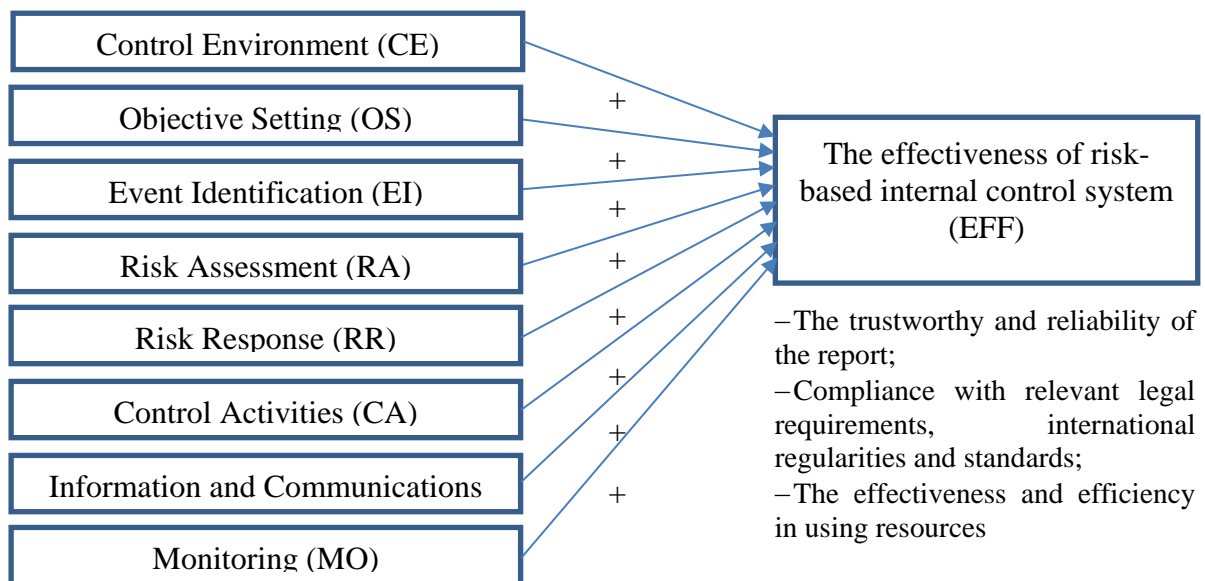 Control Environment (CE)
Objective Setting (OS)
Event Identification (EI)
Risk Assessment (RA)
Risk Response (RR)
Control Activities (CA)
Information and Communications
Monitoring (MO)
+
+
+
+
+
+
+
+
The effectiveness of risk-
based internal control system
(EFF)
–The trustworthy and reliability of
the report;
–Compliance with relevant legal
requirements, international
regularities and standards;
–The effectiveness and efficiency
in using resources